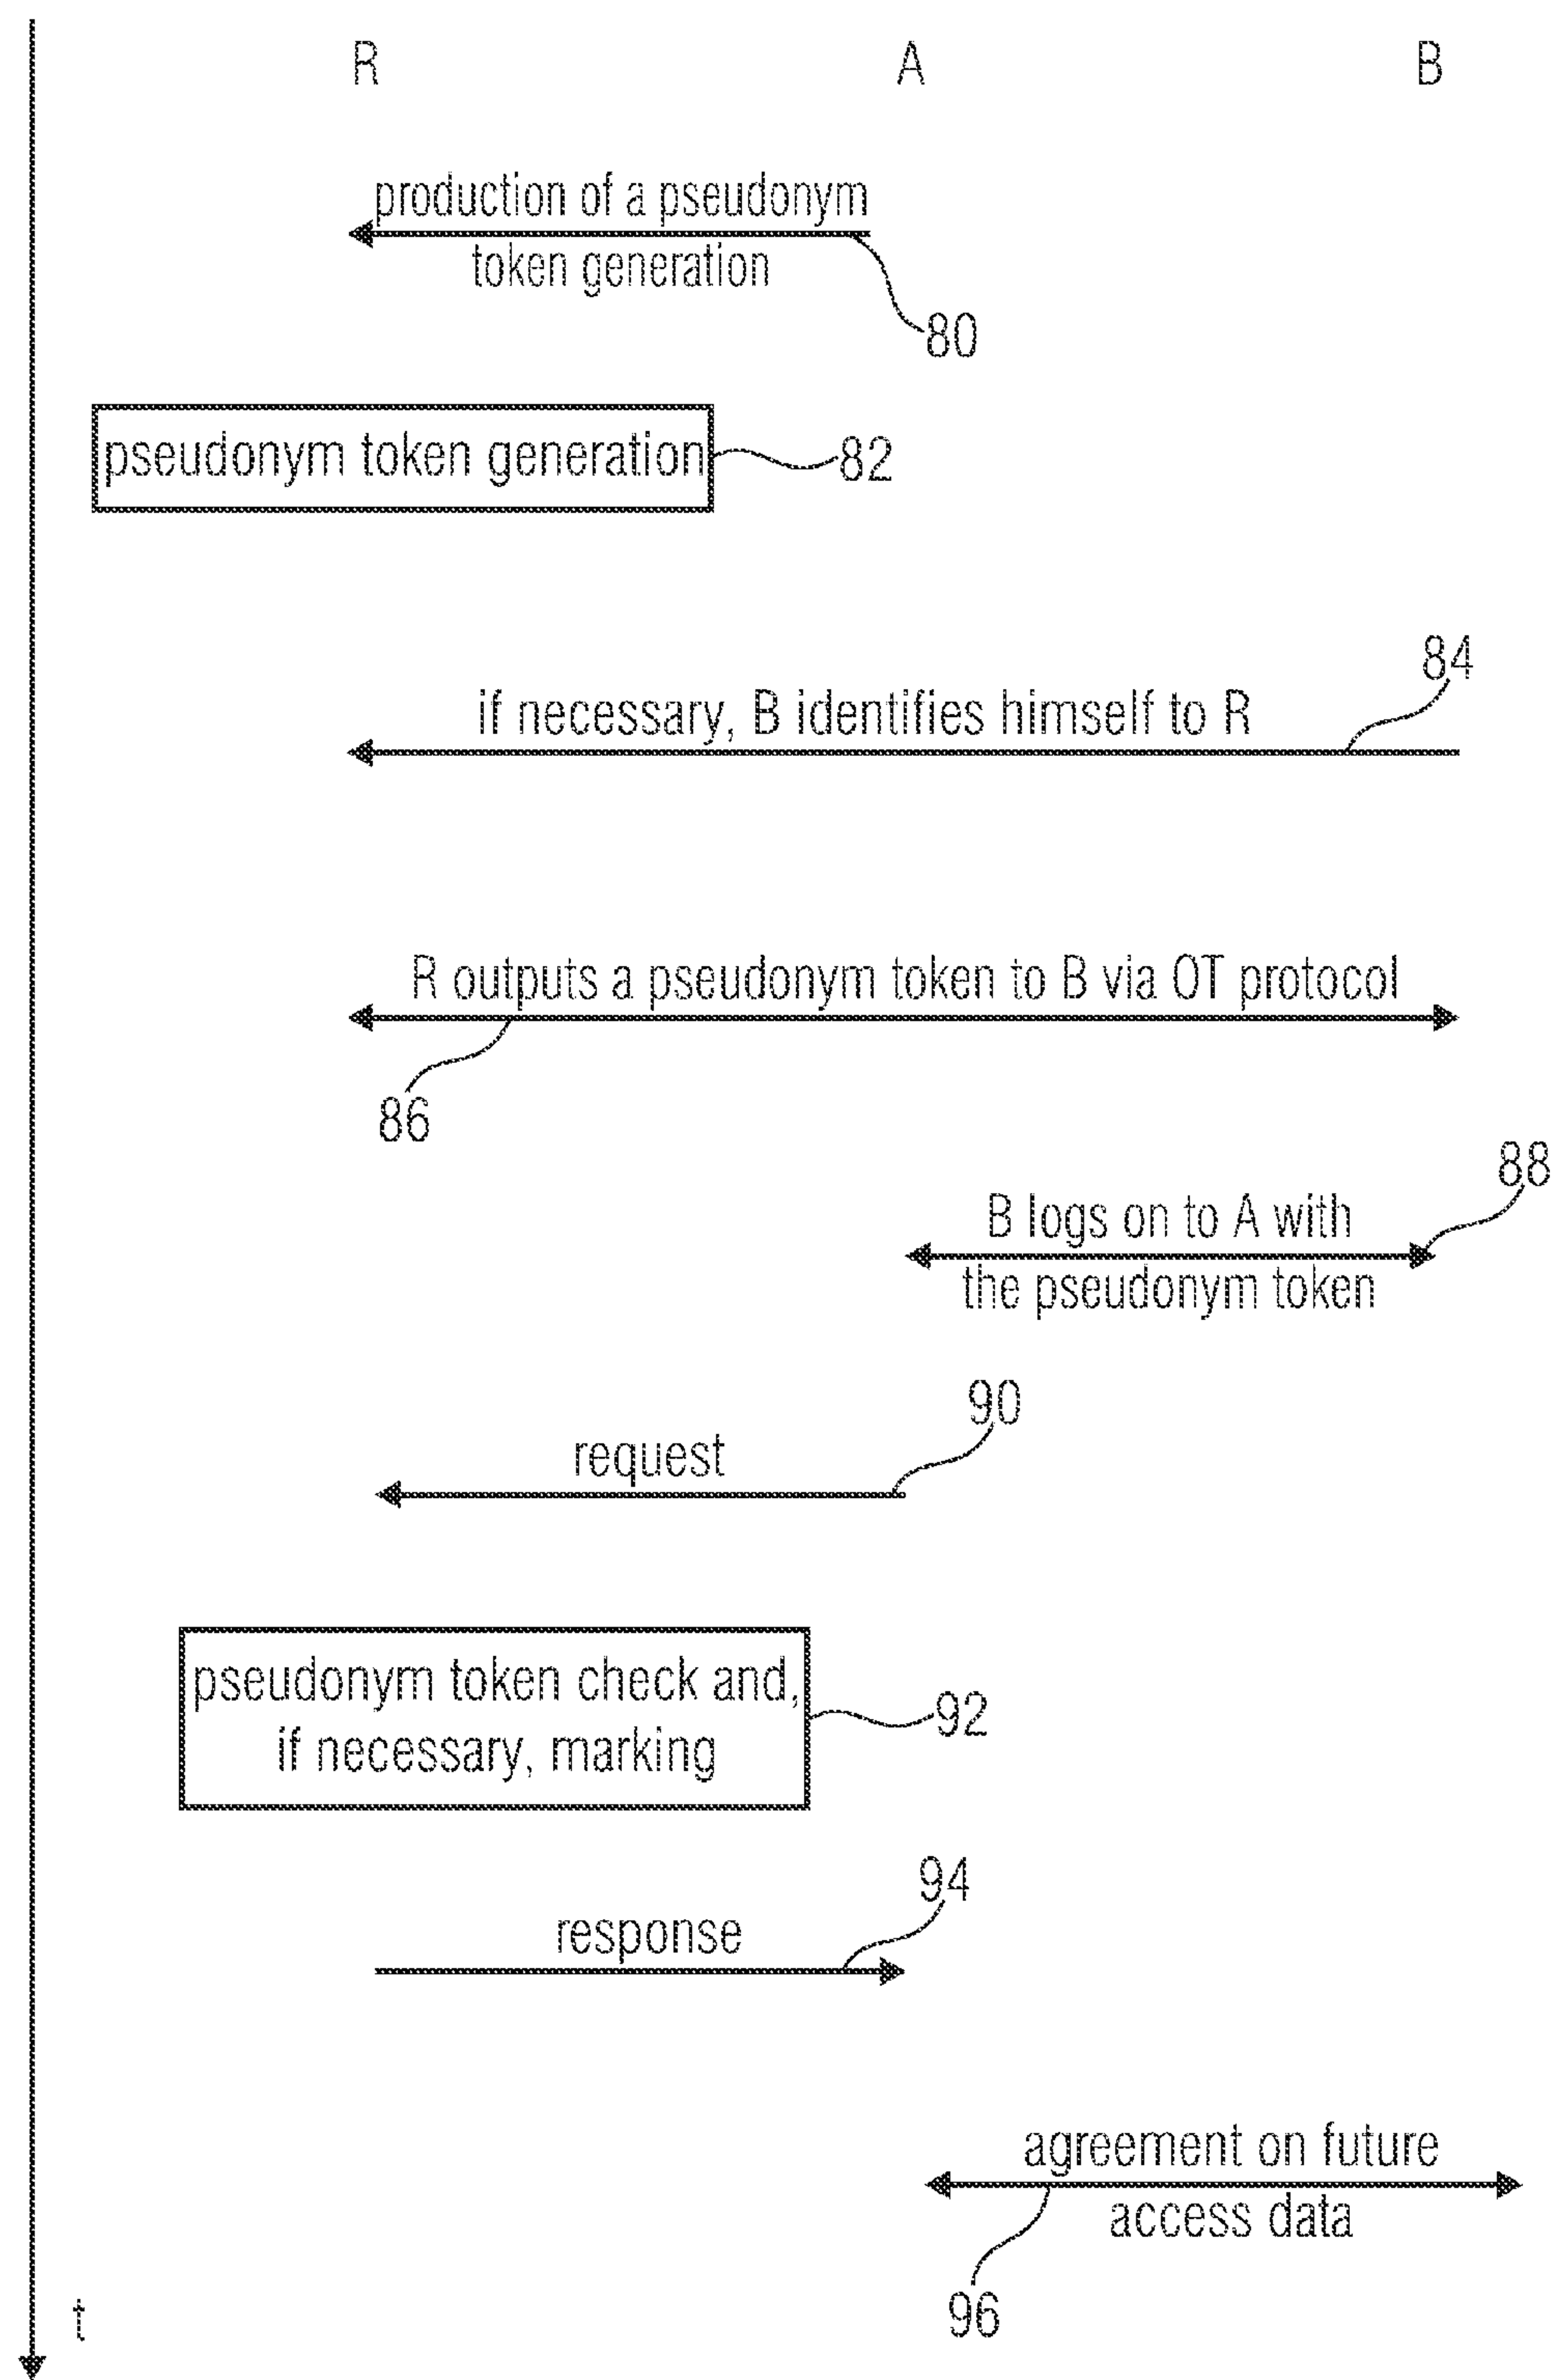 R A B
production of a pseudonym
token generation
80
pseudonym token generation
82
84
if necessary, B identifies himself to R
R outputs a pseudonym token to B via OT protocol
86
88
B logs on to A with
the pseudonym token
90
request
pseudonym token check and,
if necessary, marking
92
94
response
agreement on future
access data
96
t